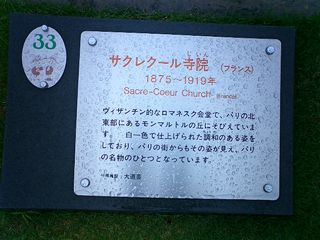 33
サクレクール寺院 (フランス)
じいん
1875〜1919年
Sacre-Coeur Church (France)
ヴィザンチン的なロマネスク会堂で、パリの北
東部にあるモンマルトルの丘にそびえていま
す。 白一色で仕上げられた調和のある姿を
しており、パリの街からもその姿が見え、パリ
の名物のひとつとなっています。
大道芸